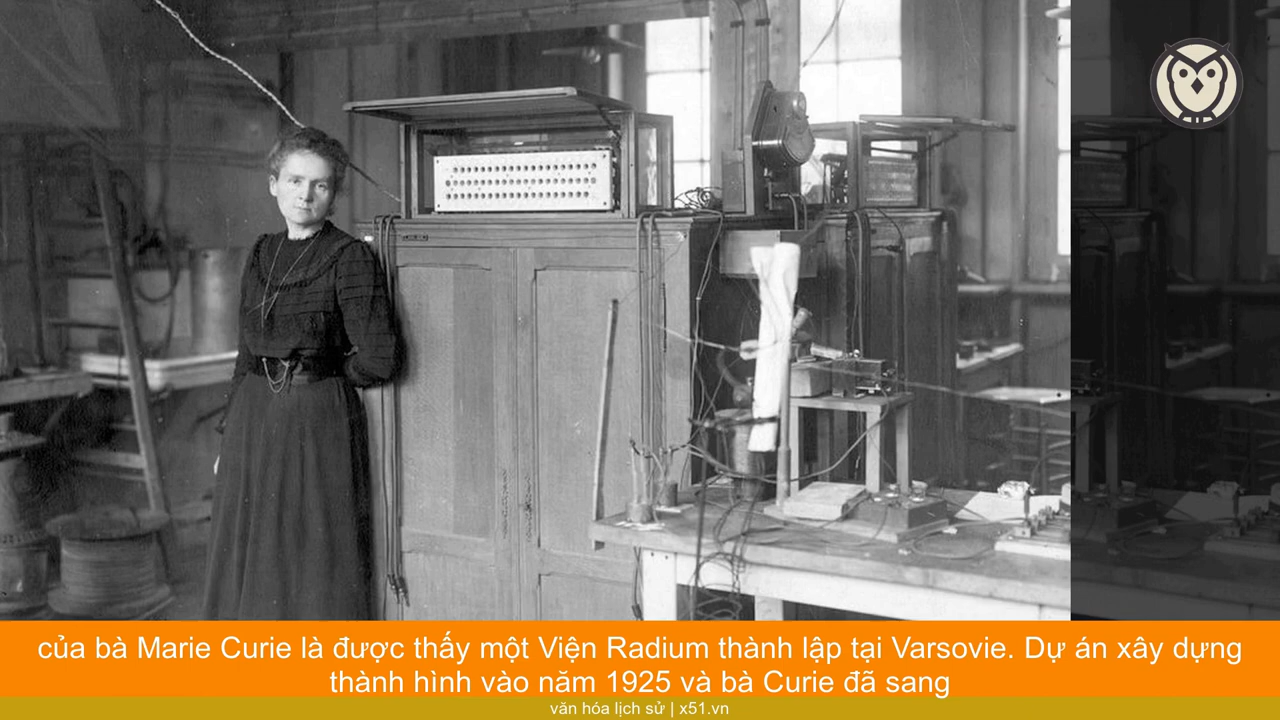 của bà Marie Curie là được thấy một Viện Radium thành lập tại Varsovie. Dự án xây dựng
thành hình vào năm 1925 và bà Curie đã sang
văn hóa lịch sử | x51.vn